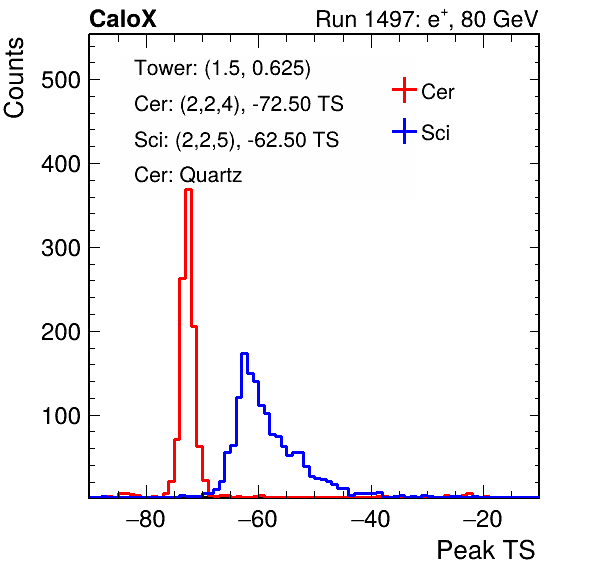 CaloX Run 1497: e+, 80 GeV
Counts
Tower: (1.5, 0.625)
Cer: (2,2,4), -72.50 TS
Sci: (2,2,5), -62.50 TS
Cer: Quartz
Cer
Sci
500
400
300
200
100
−80 −60 −40 −20
Peak TS